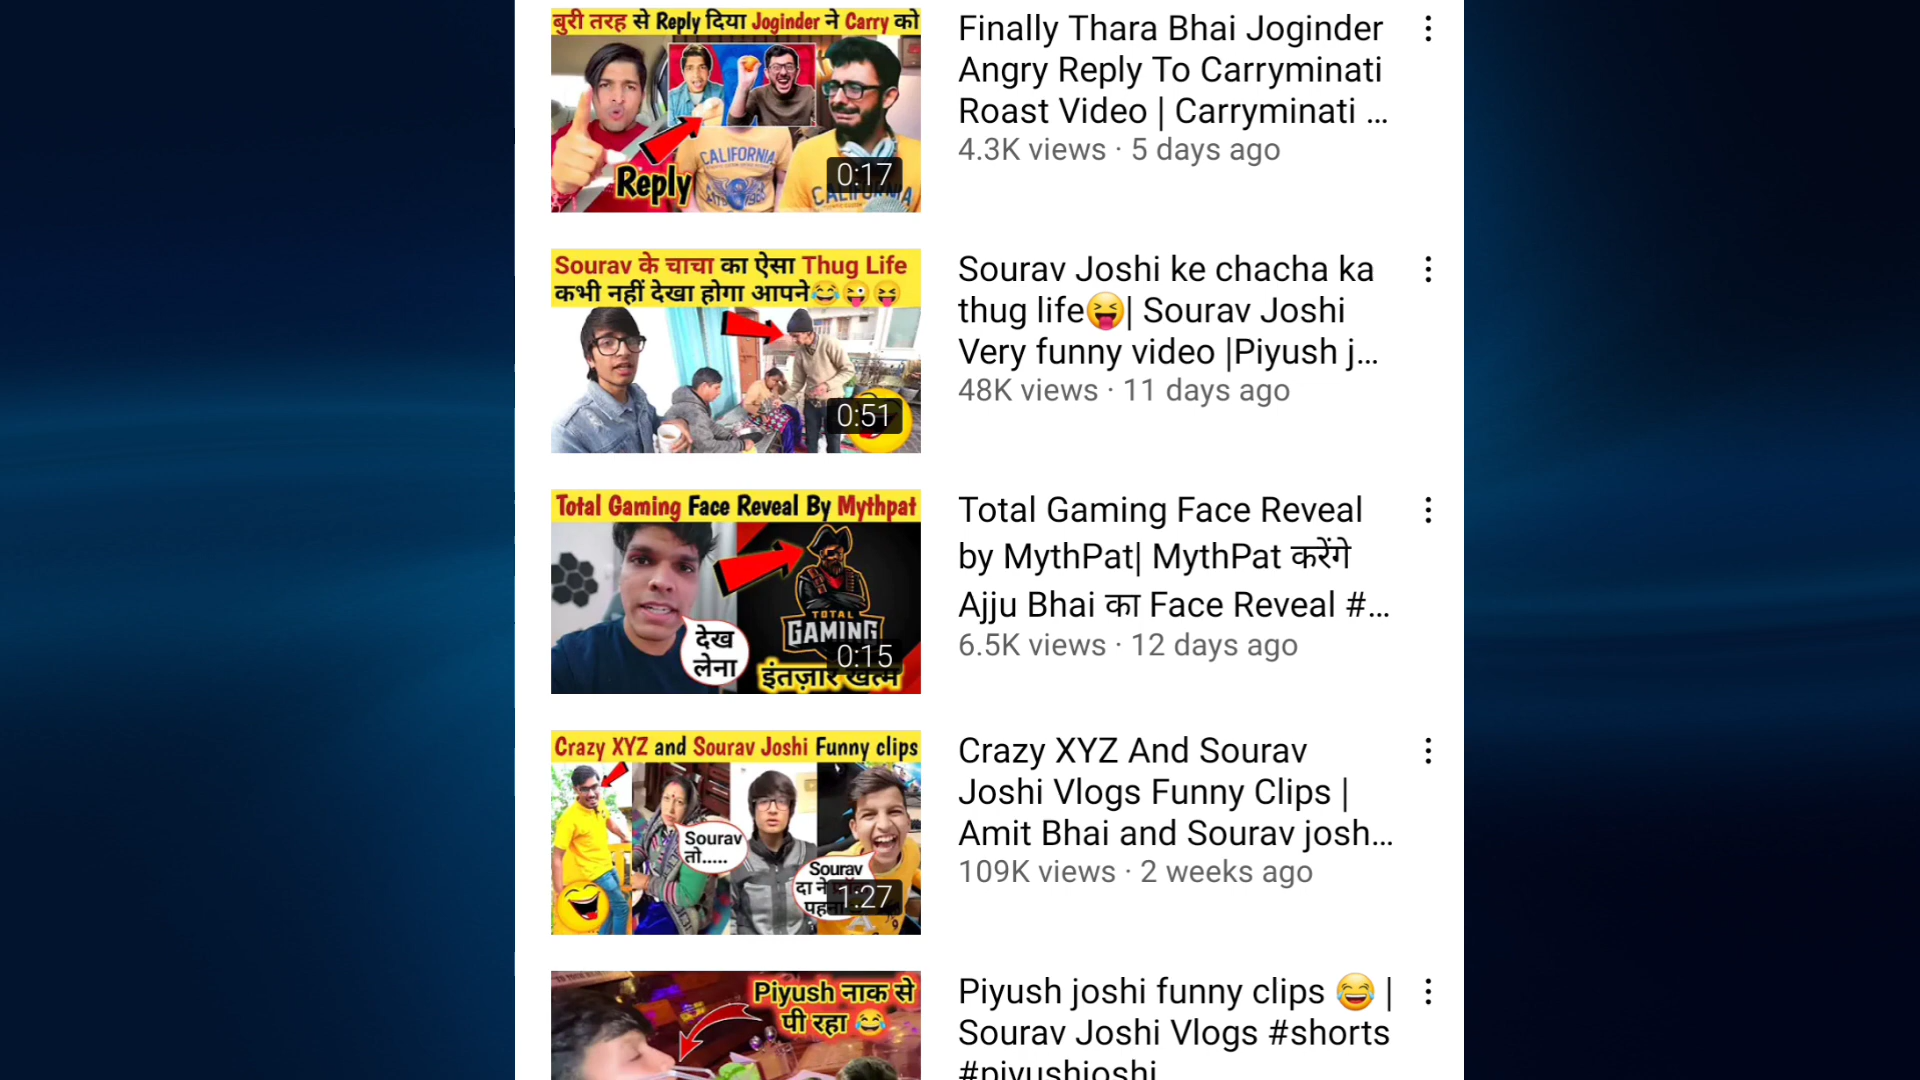 बुरी तरह से Reply दिया Joginder ने Carry को
CALIFORNIA
CALIFORNIA
Reply
0:17
Finally Thara Bhai Joginder
Angry Reply To Carryminati
Roast Video | Carryminati ...
4.3K views · 5 days ago
Sourav के चाचा का ऐसा Thug Life
कभी नहीं देखा होगा आपने😂😜😝
0:51
Sourav Joshi ke chacha ka
thug life😝| Sourav Joshi
Very funny video |Piyush j...
48K views · 11 days ago
Total Gaming Face Reveal By Mythpat
TOTAL
GAMING
देख
लेना
0:15
इंतज़ार खत्म
Total Gaming Face Reveal
by MythPat| MythPat करेंगे
Ajju Bhai का Face Reveal #...
6.5K views · 12 days ago
Crazy XYZ and Sourav Joshi Funny clips
Sourav
तो.....
Sourav
दा ने
1:27
Crazy XYZ And Sourav
Joshi Vlogs Funny Clips |
Amit Bhai and Sourav josh...
109K views · 2 weeks ago
Piyush नाक से
पी रहा 😂
Piyush joshi funny clips 😂 |
Sourav Joshi Vlogs #shorts
#piyushjoshi